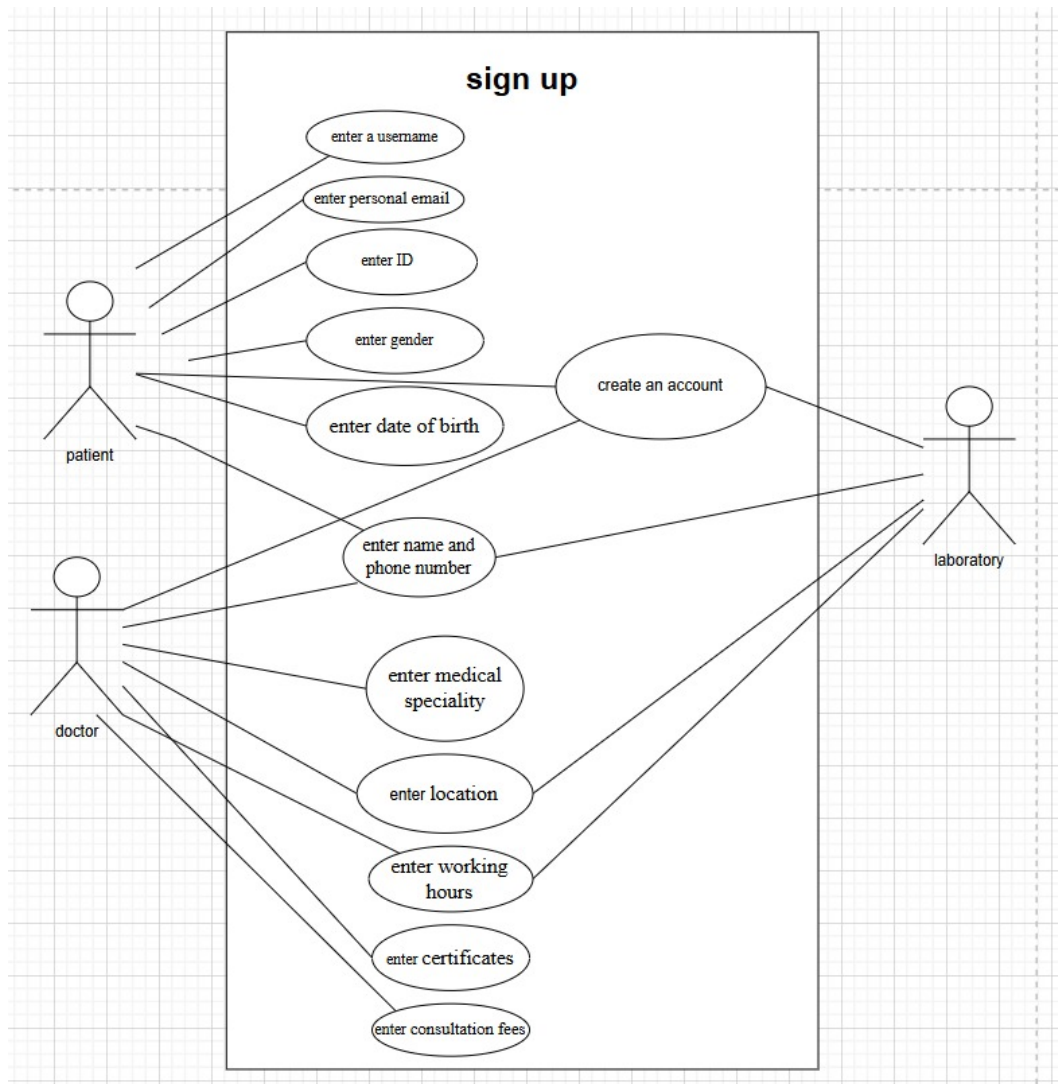 sign up
enter a username
enter personal email
enter ID
enter gender
create an account
enter date of birth
patient
enter name and
phone number
laboratory
enter medical
speciality
doctor
enter location
enter working
hours
enter certificates
enter consultation fees